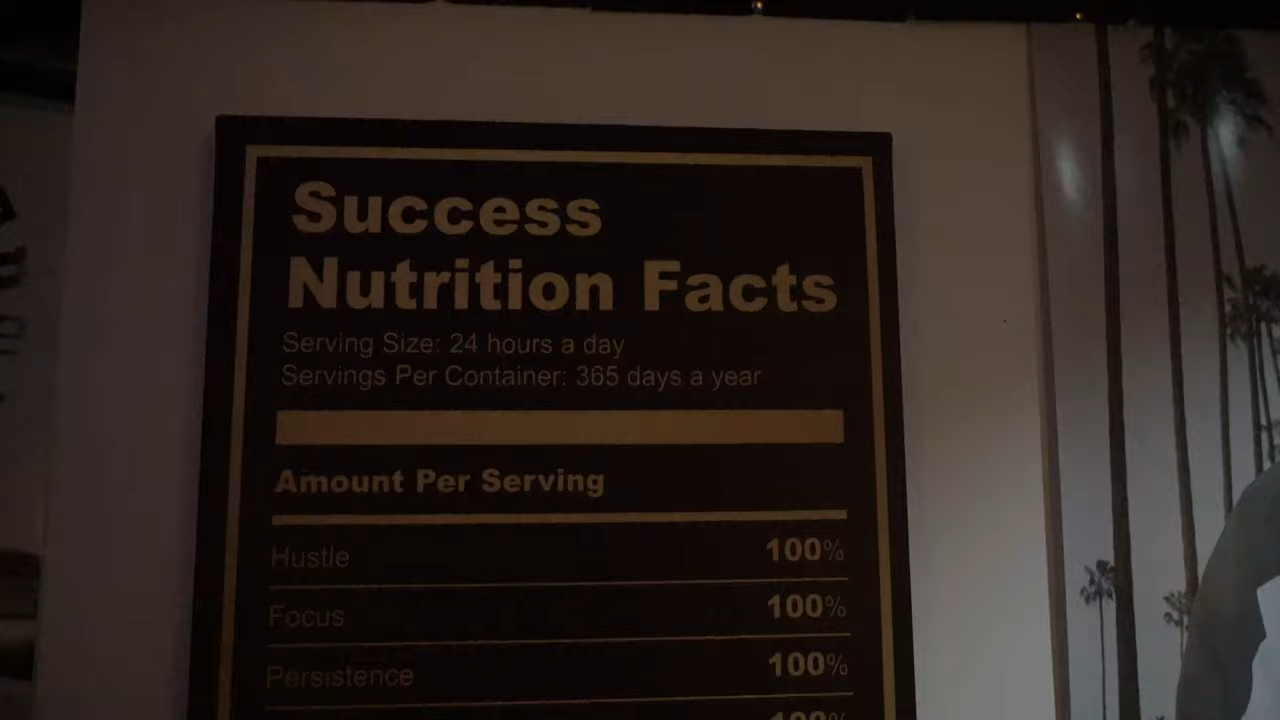 Success
Nutrition Facts
Serving Size: 24 hours a day
Servings Per Container: 365 days a year
Amount Per Serving
Hustle 100%
Focus 100%
Persistence 100%
100%